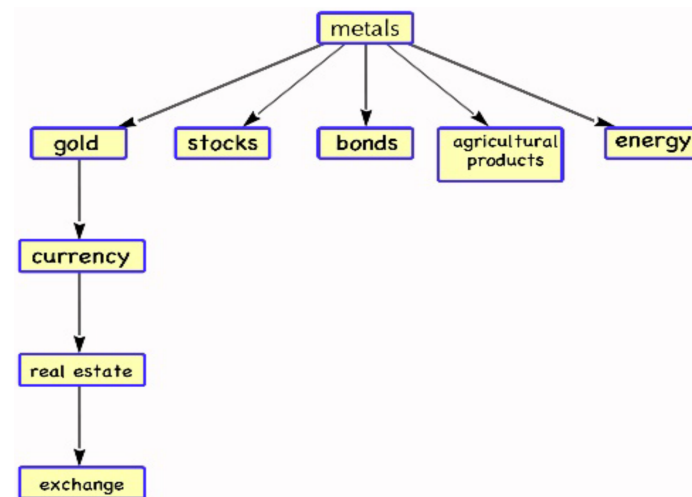 metals
gold
stocks
bonds
agricultural
products
energy
currency
real estate
exchange